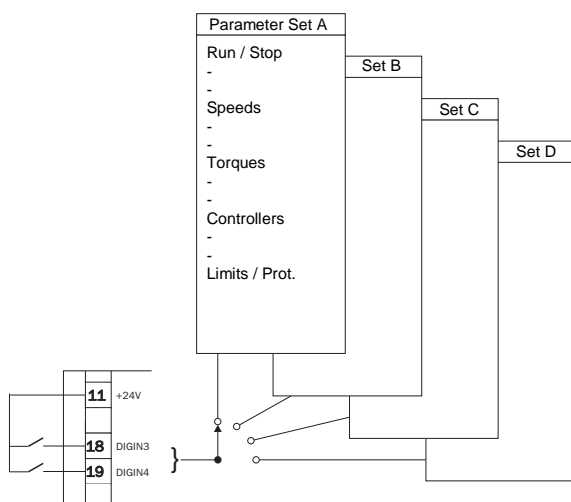 Parameter Set A
Run / Stop
-
-
Speeds
-
-
Torques
-
-
Controllers
-
-
Limits / Prot.
Set B
Set C
Set D
11 +24V
18 DIGIN3
19 DIGIN4
}